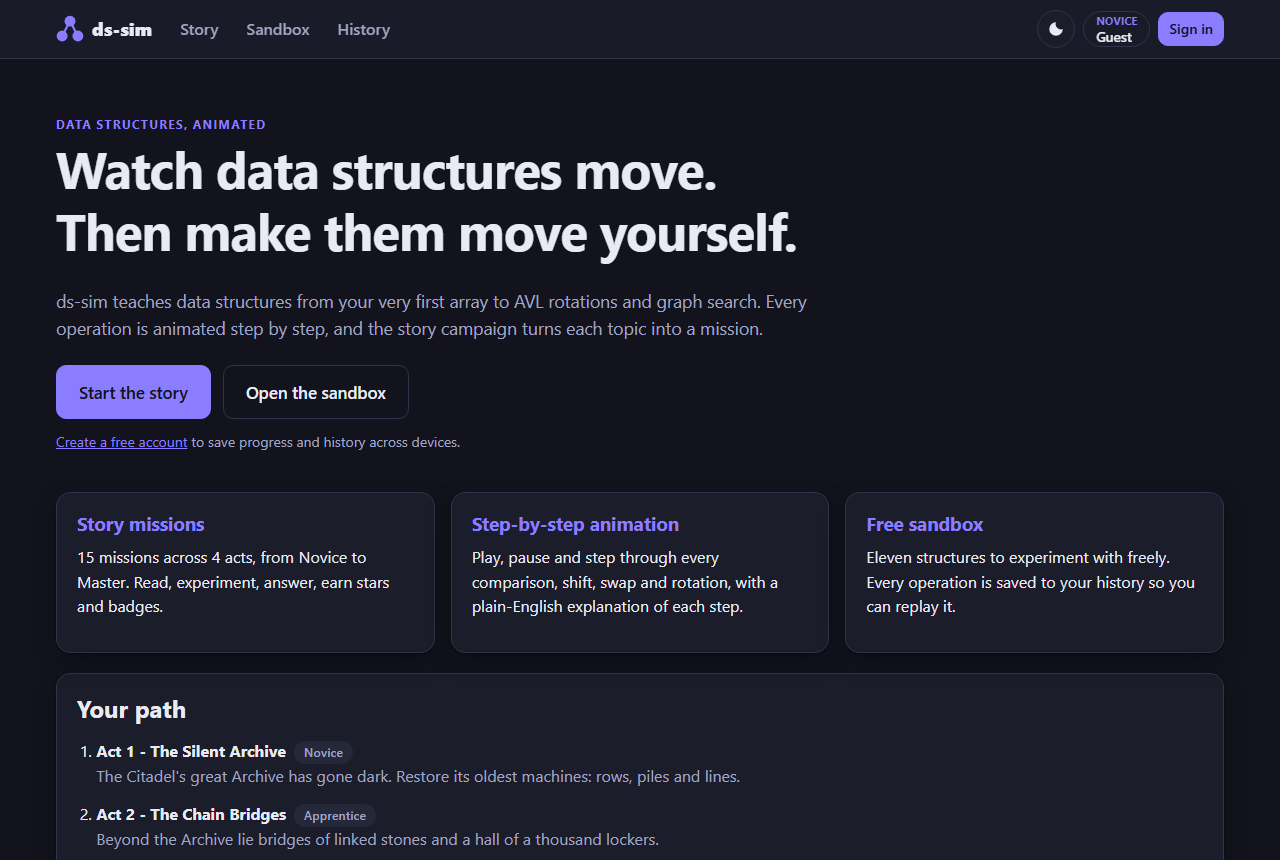 ds-sim Story Sandbox History NOVICE Guest Sign in
DATA STRUCTURES, ANIMATED
Watch data structures move.
Then make them move yourself.
ds-sim teaches data structures from your very first array to AVL rotations and graph search. Every
operation is animated step by step, and the story campaign turns each topic into a mission.
Start the story Open the sandbox
Create a free account to save progress and history across devices.
Story missions
15 missions across 4 acts, from Novice to
Master. Read, experiment, answer, earn stars
and badges.
Step-by-step animation
Play, pause and step through every
comparison, shift, swap and rotation, with a
plain-English explanation of each step.
Free sandbox
Eleven structures to experiment with freely.
Every operation is saved to your history so you
can replay it.
Your path
1. Act 1 - The Silent Archive Novice
The Citadel's great Archive has gone dark. Restore its oldest machines: rows, piles and lines.
2. Act 2 - The Chain Bridges Apprentice
Beyond the Archive lie bridges of linked stones and a hall of a thousand lockers.